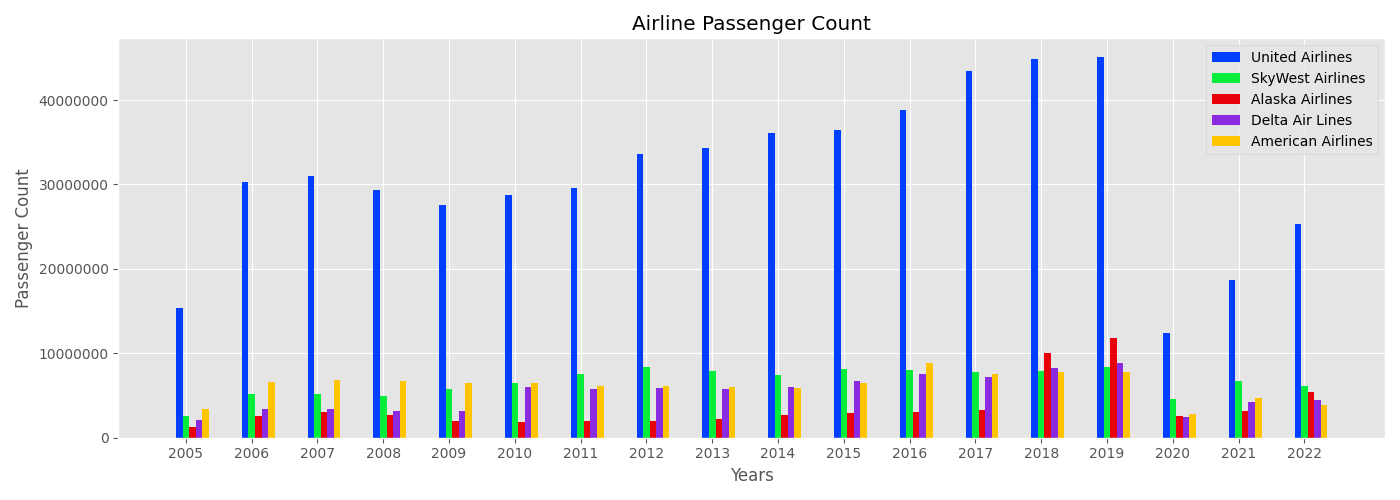 Airline Passenger Count
United Airlines
SkyWest Airlines
Alaska Airlines
Delta Air Lines
American Airlines
Passenger Count
40000000
30000000
20000000
10000000
0
2005 2006 2007 2008 2009 2010 2011 2012 2013 2014 2015 2016 2017 2018 2019 2020 2021 2022
Years